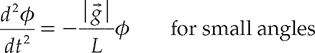 d²ϕ/dt² = −|g⃗|/L ϕ for small angles